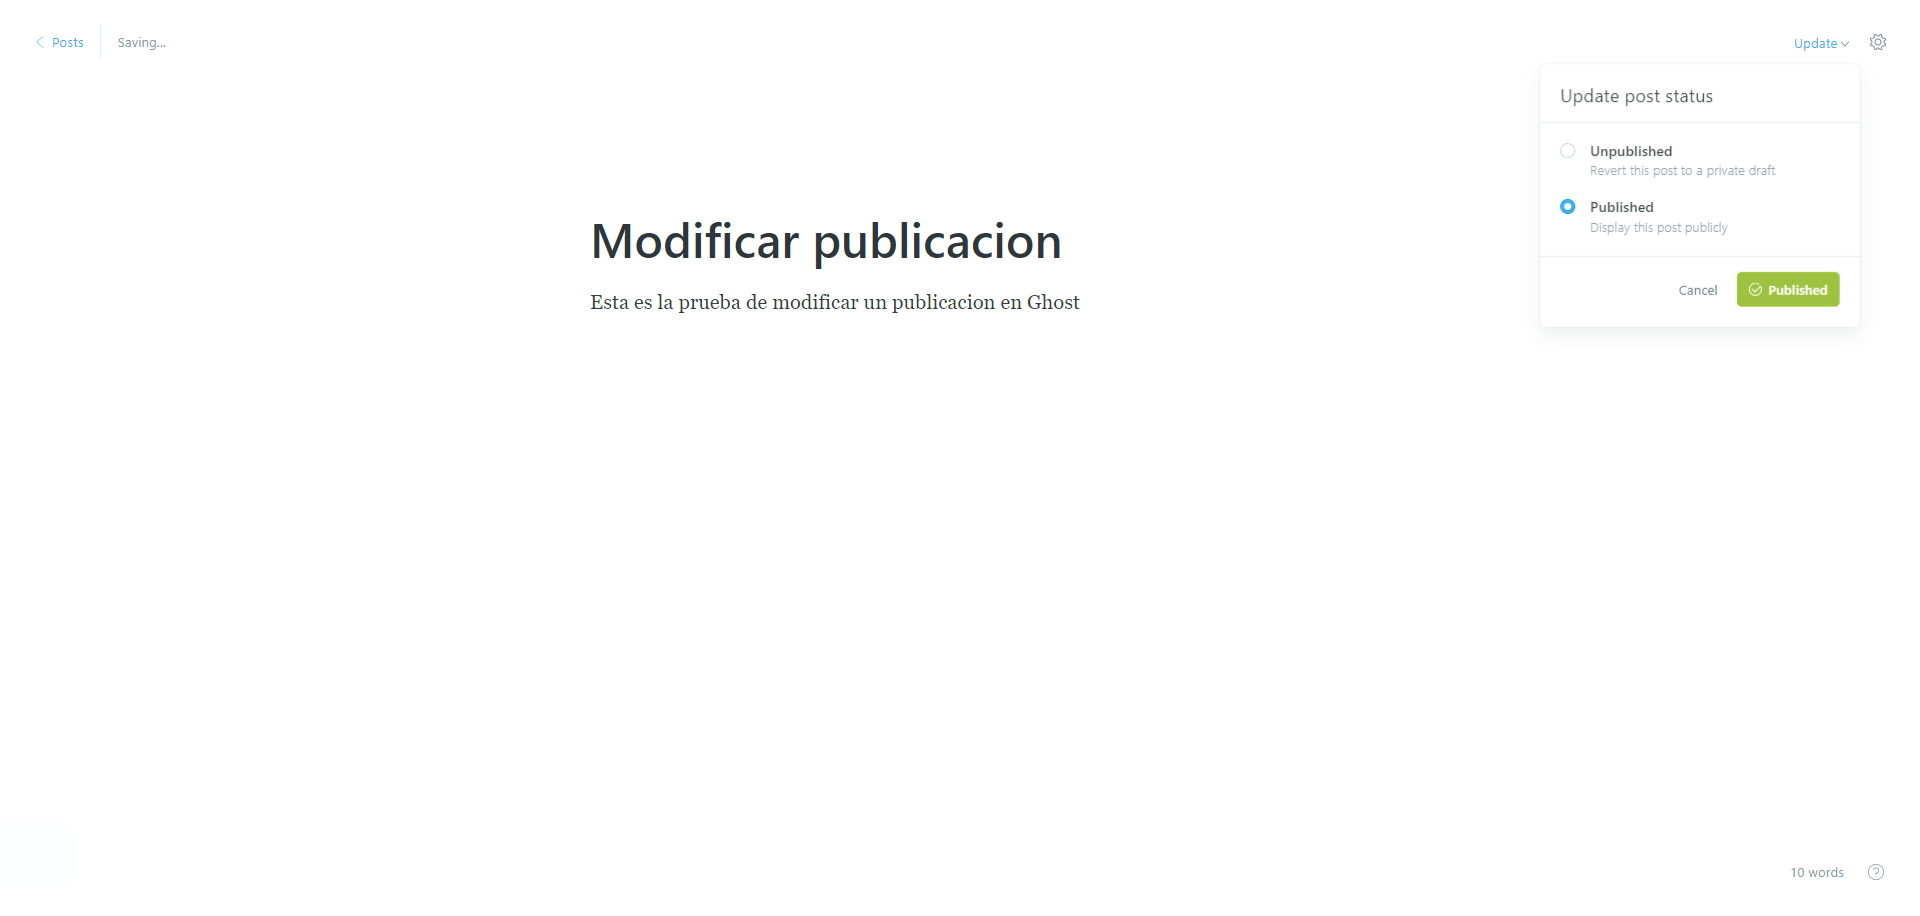 Posts
Saving...
Update
Update post status
Unpublished
Revert this post to a private draft
Published
Display this post publicly
Cancel
Published
Modificar publicacion
Esta es la prueba de modificar un publicacion en Ghost
10 words
?